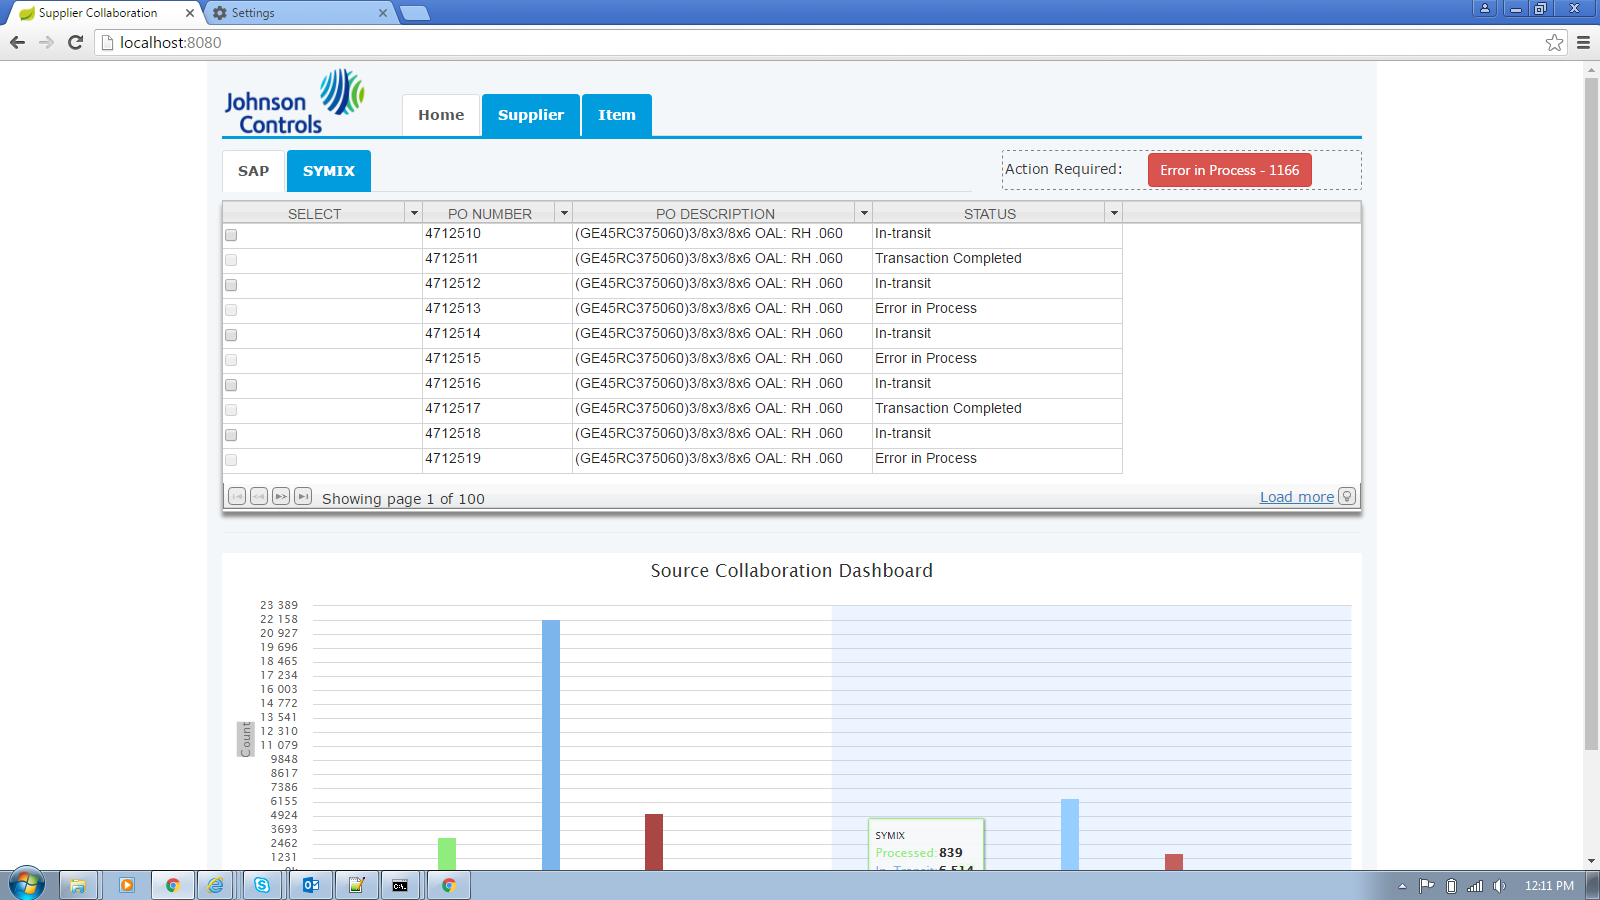 Supplier Collaboration
Settings
localhost:8080
Johnson
Controls
Home
Supplier
Item
SAP
SYMIX
Action Required:
Error in Process - 1166
SELECT PO NUMBER PO DESCRIPTION STATUS
4712510 (GE45RC375060)3/8x3/8x6 OAL: RH .060 In-transit
4712511 (GE45RC375060)3/8x3/8x6 OAL: RH .060 Transaction Completed
4712512 (GE45RC375060)3/8x3/8x6 OAL: RH .060 In-transit
4712513 (GE45RC375060)3/8x3/8x6 OAL: RH .060 Error in Process
4712514 (GE45RC375060)3/8x3/8x6 OAL: RH .060 In-transit
4712515 (GE45RC375060)3/8x3/8x6 OAL: RH .060 Error in Process
4712516 (GE45RC375060)3/8x3/8x6 OAL: RH .060 In-transit
4712517 (GE45RC375060)3/8x3/8x6 OAL: RH .060 Transaction Completed
4712518 (GE45RC375060)3/8x3/8x6 OAL: RH .060 In-transit
4712519 (GE45RC375060)3/8x3/8x6 OAL: RH .060 Error in Process
Showing page 1 of 100
Load more
Source Collaboration Dashboard
23 389
22 158
20 927
19 696
18 465
17 234
16 003
14 772
13 541
12 310
11 079
9848
8617
7386
6155
4924
3693
2462
1231
Count
SYMIX
Processed: 839
In-Transit: 6 514
12:11 PM